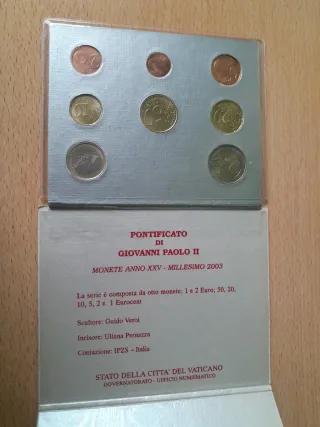 PONTIFICATO
DI
GIOVANNI PAOLO II
MONETE ANNO XXV - MILLESIMO 2003
La serie è composta da otto monete: 1 e 2 Euro; 50, 20,
10, 5, 2 e 1 Eurocent
Scultore: Guido Veroi
Incisore: Uliana Pernazza
Coniazione: IPZS - Italia
STATO DELLA CITTA' DEL VATICANO
GOVERNATORATO - UFFICIO NUMISMATICO